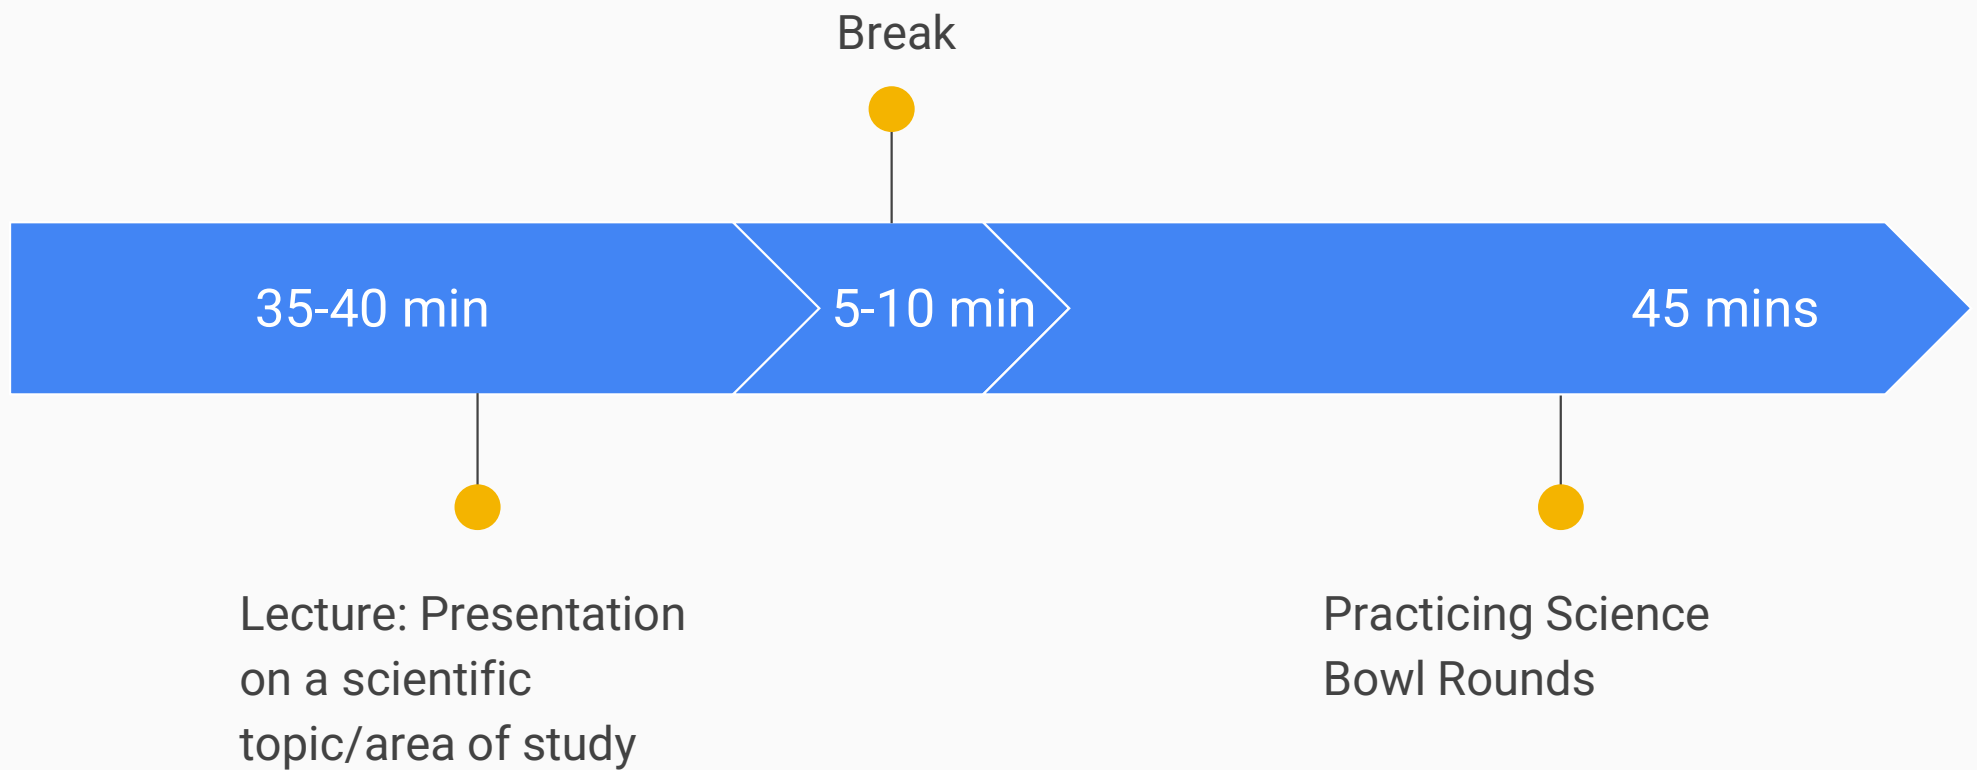 Break
35-40 min
5-10 min
45 mins
Lecture: Presentation
on a scientific
topic/area of study
Practicing Science
Bowl Rounds